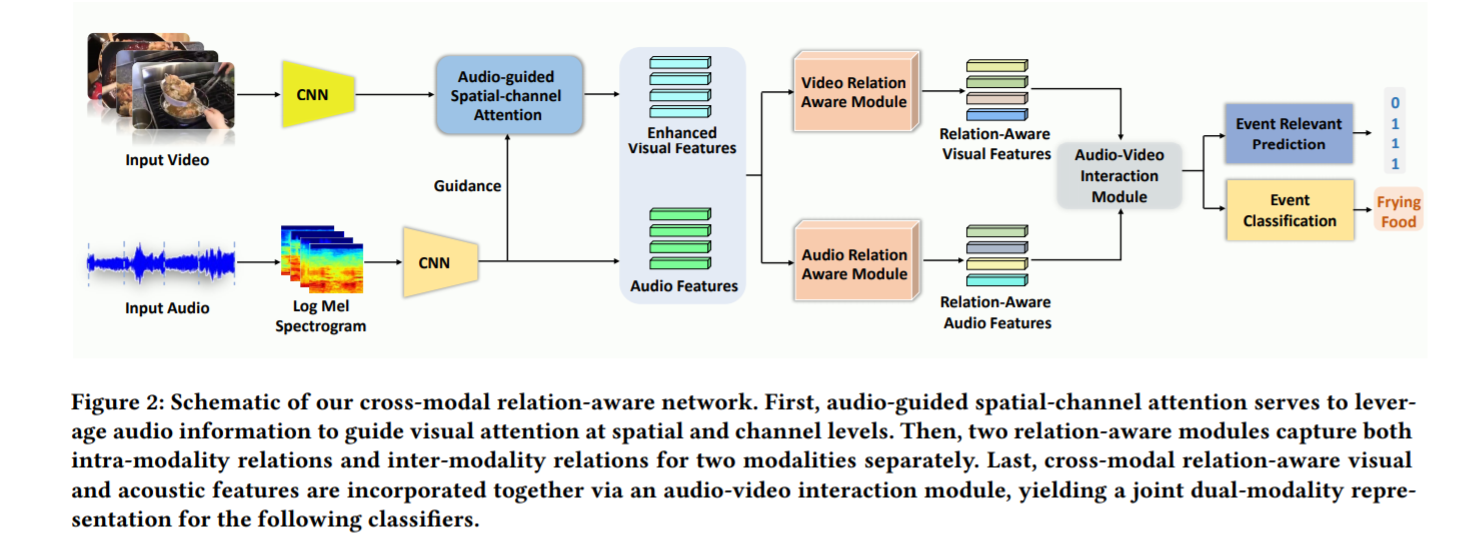 Input Video
CNN
Audio-guided
Spatial-channel
Attention
Guidance
Input Audio
Log Mel
Spectrogram
CNN
Enhanced
Visual Features
Audio Features
Video Relation
Aware Module
Audio Relation
Aware Module
Relation-Aware
Visual Features
Relation-Aware
Audio Features
Audio-Video
Interaction
Module
Event Relevant
Prediction
0
1
1
1
Event
Classification
Frying
Food
Figure 2: Schematic of our cross-modal relation-aware network. First, audio-guided spatial-channel attention serves to lever-
age audio information to guide visual attention at spatial and channel levels. Then, two relation-aware modules capture both
intra-modality relations and inter-modality relations for two modalities separately. Last, cross-modal relation-aware visual
and acoustic features are incorporated together via an audio-video interaction module, yielding a joint dual-modality repre-
sentation for the following classifiers.